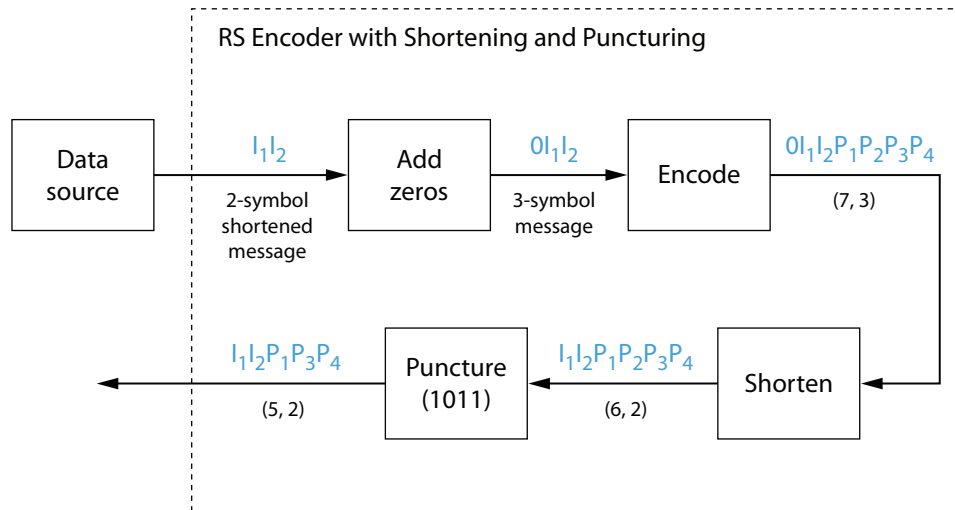 RS Encoder with Shortening and Puncturing
Data
source
I₁I₂
2-symbol
shortened
message
Add
zeros
0I₁I₂
3-symbol
message
Encode
0I₁I₂P₁P₂P₃P₄
(7, 3)
Shorten
I₁I₂P₁P₂P₃P₄
(6, 2)
Puncture
(1011)
I₁I₂P₁P₃P₄
(5, 2)